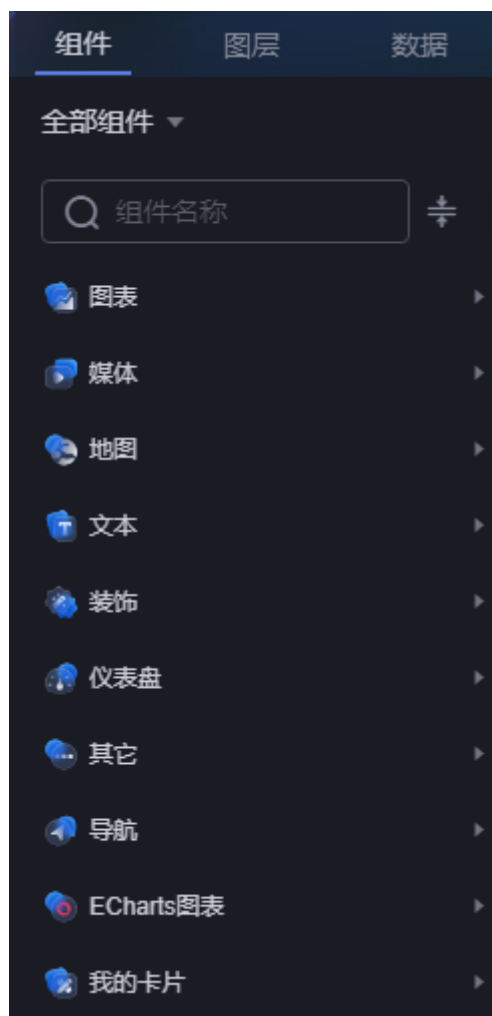 组件 图层 数据
全部组件
组件名称
图表
媒体
地图
文本
装饰
仪表盘
其它
导航
ECharts图表
我的卡片